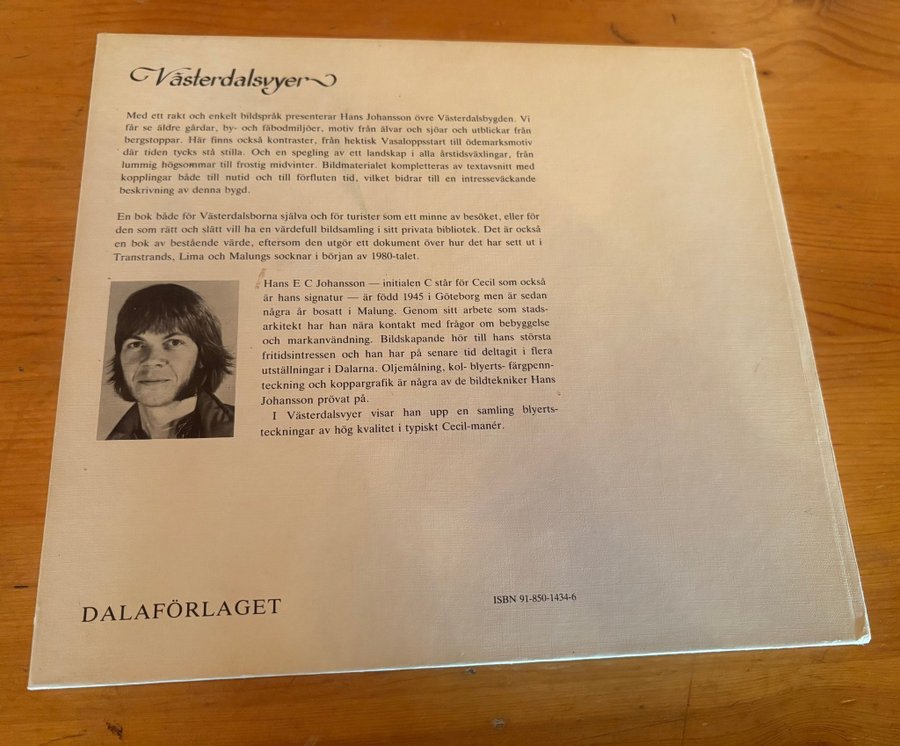 Västerdalsvyer
Med ett rakt och enkelt bildspråk presenterar Hans Johansson övre Västerdalsbygden. Vi
får se äldre gårdar, by- och fäbodmiljöer, motiv från älvar och sjöar och utblickar från
bergstoppar. Här finns också kontraster, från hektisk Vasaloppsstart till ödemarksmotiv
där tiden tycks stå stilla. Och en spegling av ett landskap i alla årstidsväxlingar, från
lummig högsommar till frostig midvinter. Bildmaterialet kompletteras av textavsnitt med
kopplingar både till nutid och till förfluten tid, vilket bidrar till en intresseväckande
beskrivning av denna bygd.
En bok både för Västerdalsborna själva och för turister som ett minne av besöket, eller för
den som rätt och slätt vill ha en värdefull bildsamling i sitt privata bibliotek. Det är också
en bok av bestående värde, eftersom den utgör ett dokument över hur det har sett ut i
Transtrands, Lima och Malungs socknar i början av 1980-talet.
Hans E C Johansson — initialen C står för Cecil som också
är hans signatur — är född 1945 i Göteborg men är sedan
några år bosatt i Malung. Genom sitt arbete som stads-
arkitekt har han nära kontakt med frågor om bebyggelse
och markanvändning. Bildskapande hör till hans största
fritidsintressen och han har på senare tid deltagit i flera
utställningar i Dalarna. Oljemålning, kol- blyerts- färgpenn-
teckning och koppargrafik är några av de bildtekniker Hans
Johansson prövat på.
I Västerdalsvyer visar han upp en samling blyerts-
teckningar av hög kvalitet i typiskt Cecil-manér.
DALAFÖRLAGET
ISBN 91-850-1434-6